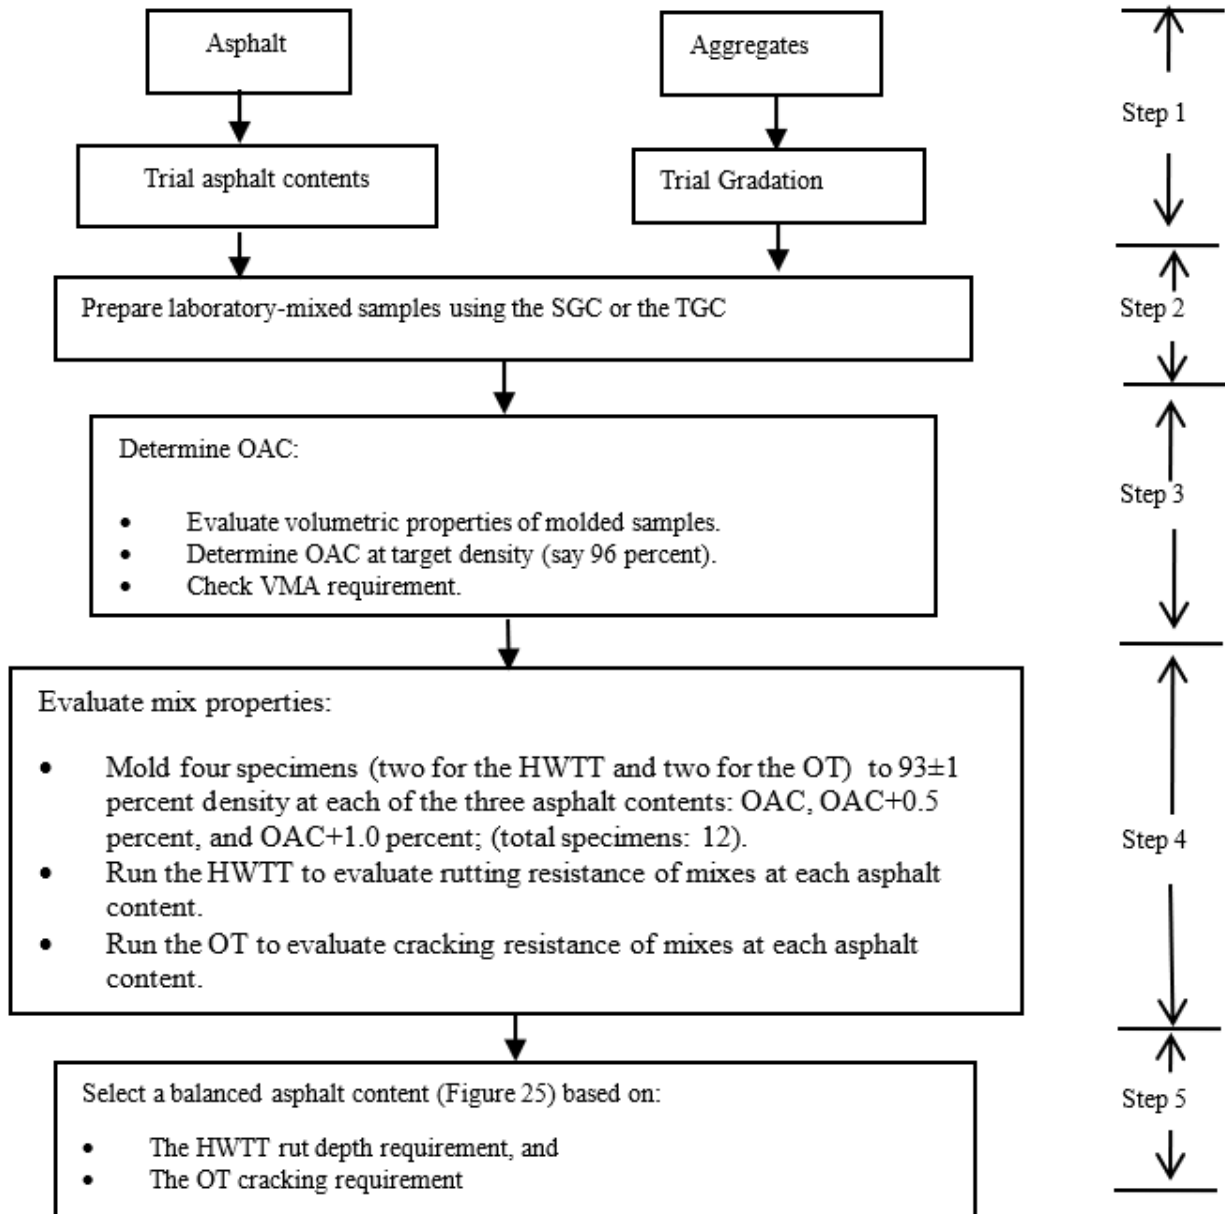 Asphalt
Aggregates
Step 1
Trial asphalt contents
Trial Gradation
Prepare laboratory-mixed samples using the SGC or the TGC
Step 2
Determine OAC:
• Evaluate volumetric properties of molded samples.
• Determine OAC at target density (say 96 percent).
• Check VMA requirement.
Step 3
Evaluate mix properties:
• Mold four specimens (two for the HWTT and two for the OT) to 93±1
percent density at each of the three asphalt contents: OAC, OAC+0.5
percent, and OAC+1.0 percent; (total specimens: 12).
• Run the HWTT to evaluate rutting resistance of mixes at each asphalt
content.
• Run the OT to evaluate cracking resistance of mixes at each asphalt
content.
Step 4
Select a balanced asphalt content (Figure 25) based on:
• The HWTT rut depth requirement, and
• The OT cracking requirement
Step 5